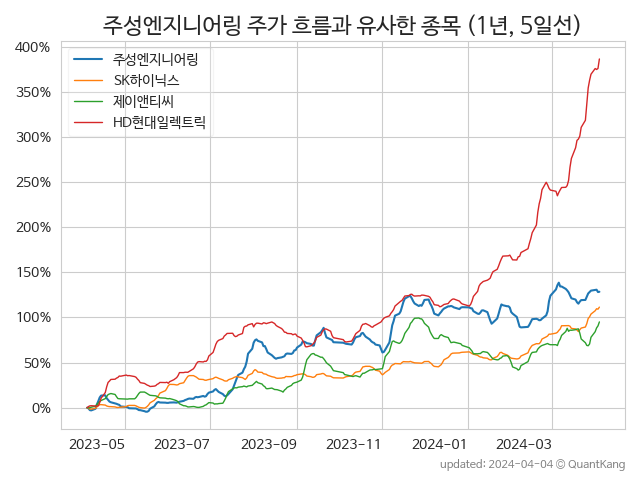 주성엔지니어링 주가 흐름과 유사한 종목 (1년, 5일선)
400%
350%
300%
250%
200%
150%
100%
50%
0%
주성엔지니어링
SK하이닉스
제이앤티씨
HD현대일렉트릭
2023-05
2023-07
2023-09
2023-11
2024-01
2024-03
updated: 2024-04-04 © QuantKang